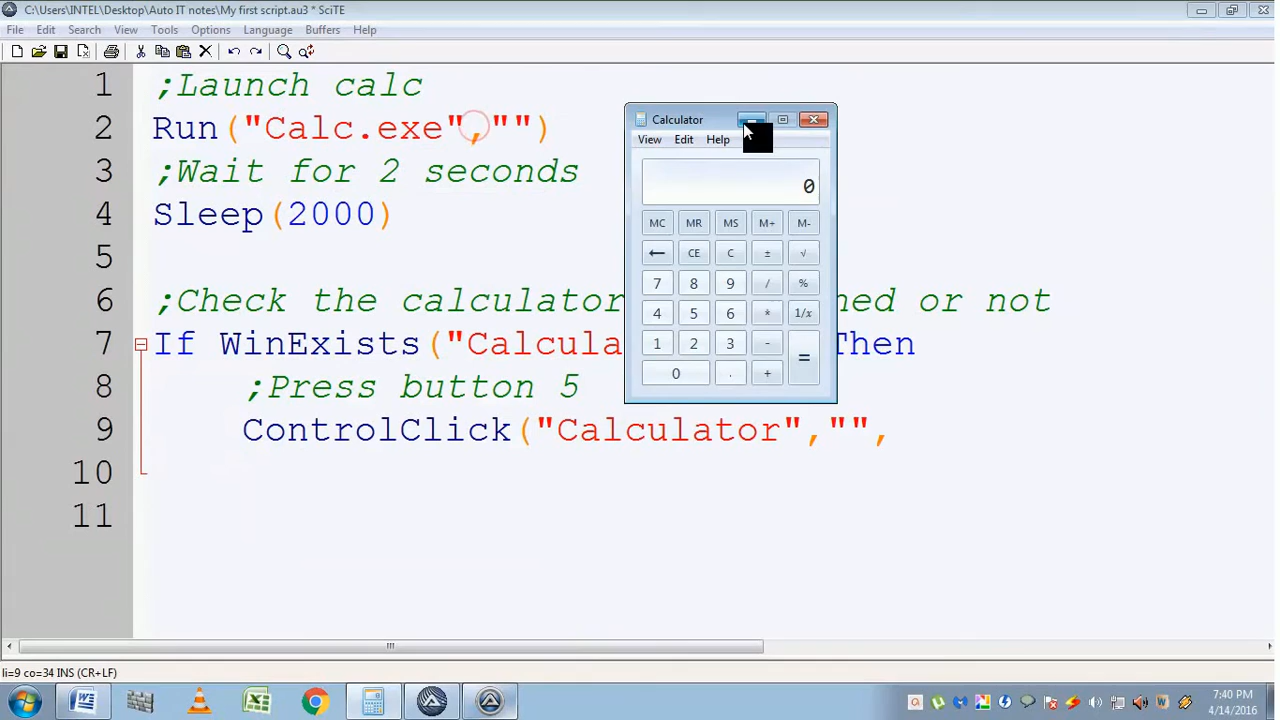 C:\Users\INTEL\Desktop\Auto IT notes\My first script.au3 * SciTE
File Edit Search View Tools Options Language Buffers Help
1 ;Launch calc
2 Run("Calc.exe","")
3 ;Wait for 2 seconds
4 Sleep(2000)
5
6 ;Check the calculator ned or not
7 If WinExists("Calcula Then
8 ;Press button 5
9 ControlClick("Calculator","",
10
11
Calculator
View Edit Help
0
MC MR MS M+ M-
← CE C ± √
7 8 9 / %
4 5 6 * 1/x
1 2 3 - =
0 . +
li=9 co=34 INS (CR+LF)
7:40 PM
4/14/2016